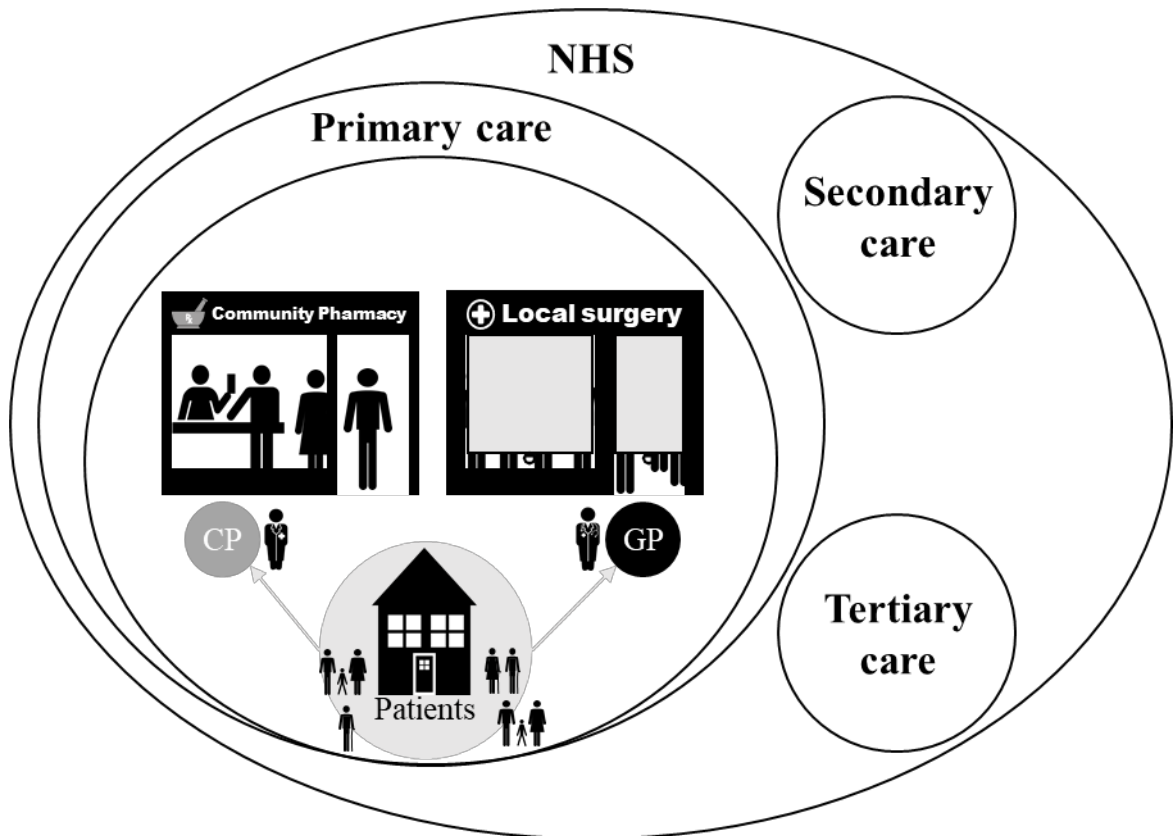 NHS
Primary care
Secondary
care
Community Pharmacy
Local surgery
CP
GP
Patients
Tertiary
care